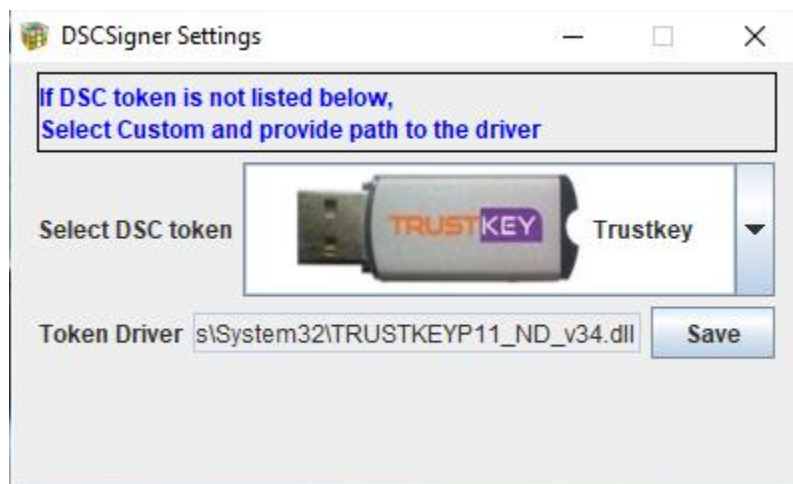 DSCSigner Settings
If DSC token is not listed below,
Select Custom and provide path to the driver
Select DSC token
TRUSTKEY
Trustkey
Token Driver
s\System32\TRUSTKEYP11_ND_v34.dll
Save